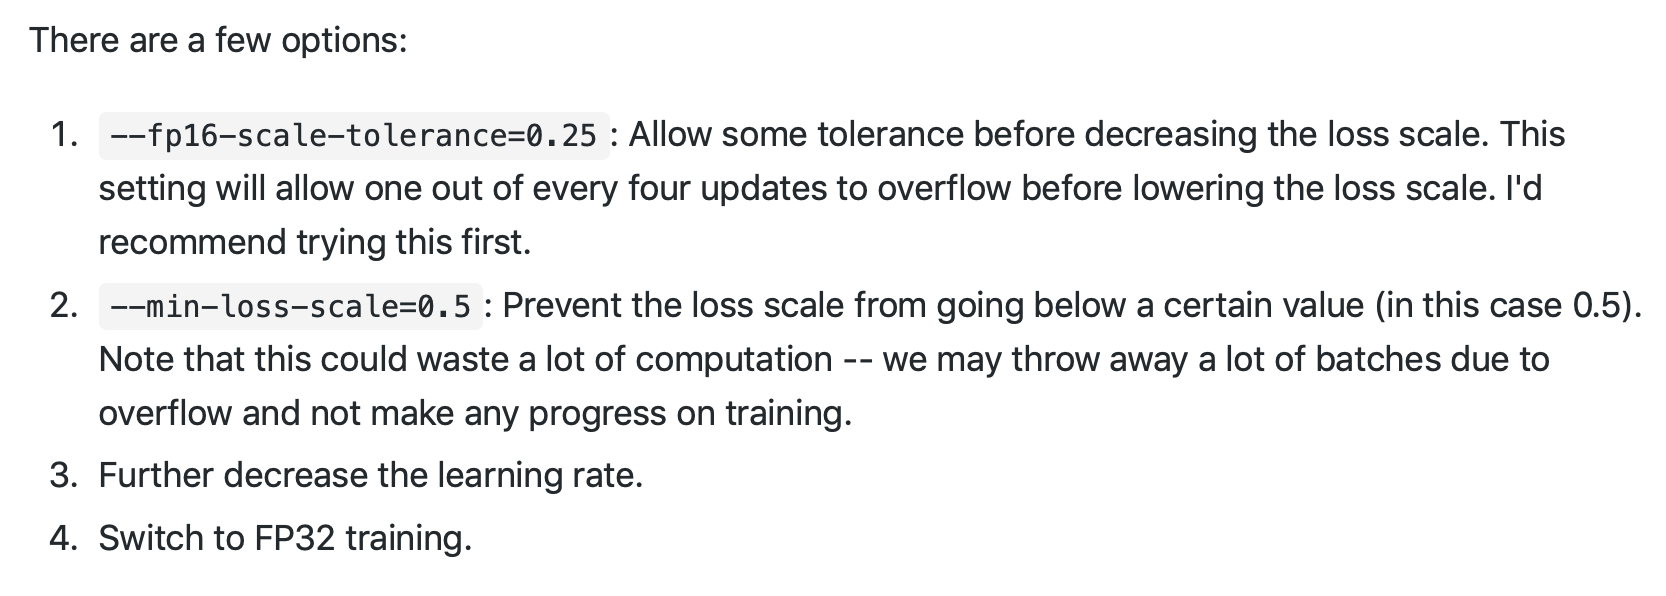 There are a few options:
1. --fp16-scale-tolerance=0.25 : Allow some tolerance before decreasing the loss scale. This
setting will allow one out of every four updates to overflow before lowering the loss scale. I'd
recommend trying this first.
2. --min-loss-scale=0.5 : Prevent the loss scale from going below a certain value (in this case 0.5).
Note that this could waste a lot of computation -- we may throw away a lot of batches due to
overflow and not make any progress on training.
3. Further decrease the learning rate.
4. Switch to FP32 training.